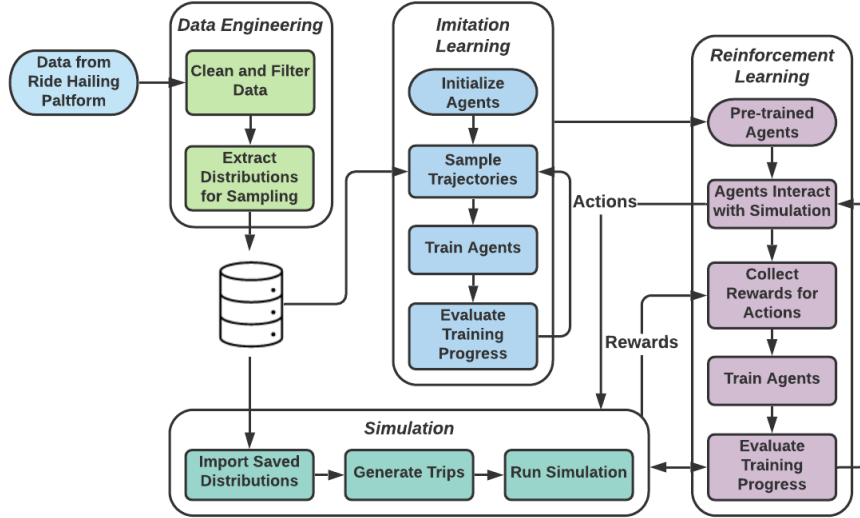 Data from
Ride Hailing
Paltform
Data Engineering
Clean and Filter
Data
Extract
Distributions
for Sampling
Imitation
Learning
Initialize
Agents
Sample
Trajectories
Train Agents
Evaluate
Training
Progress
Actions
Rewards
Reinforcement
Learning
Pre-trained
Agents
Agents Interact
with Simulation
Collect
Rewards for
Actions
Train Agents
Evaluate
Training
Progress
Simulation
Import Saved
Distributions
Generate Trips
Run Simulation